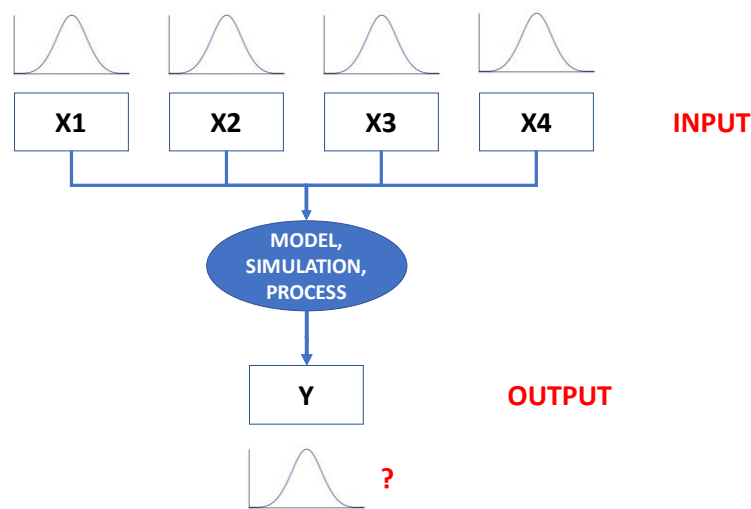 X1 X2 X3 X4 INPUT
MODEL,
SIMULATION,
PROCESS
Y OUTPUT
?